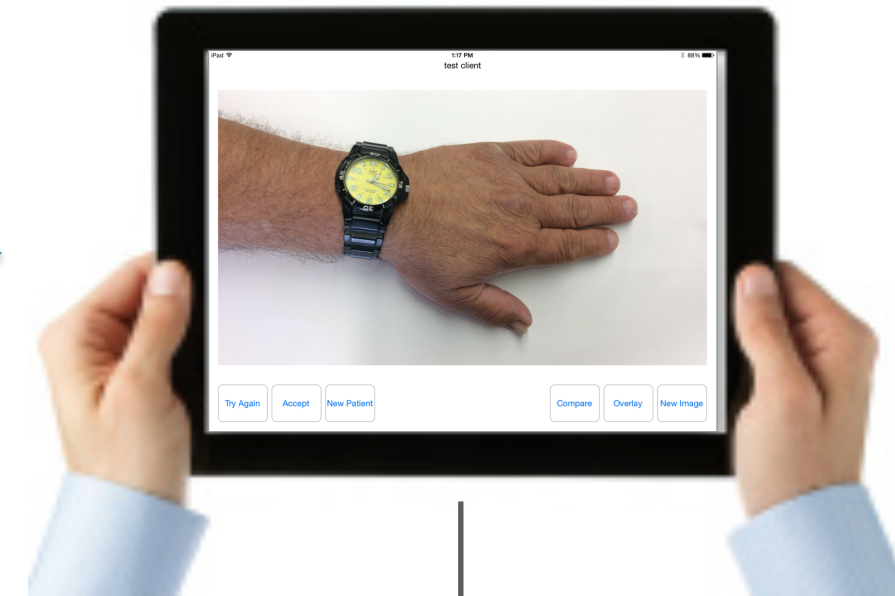 iPad 1:17 PM 88%
test client
Try Again Accept New Patient Compare Overlay New Image